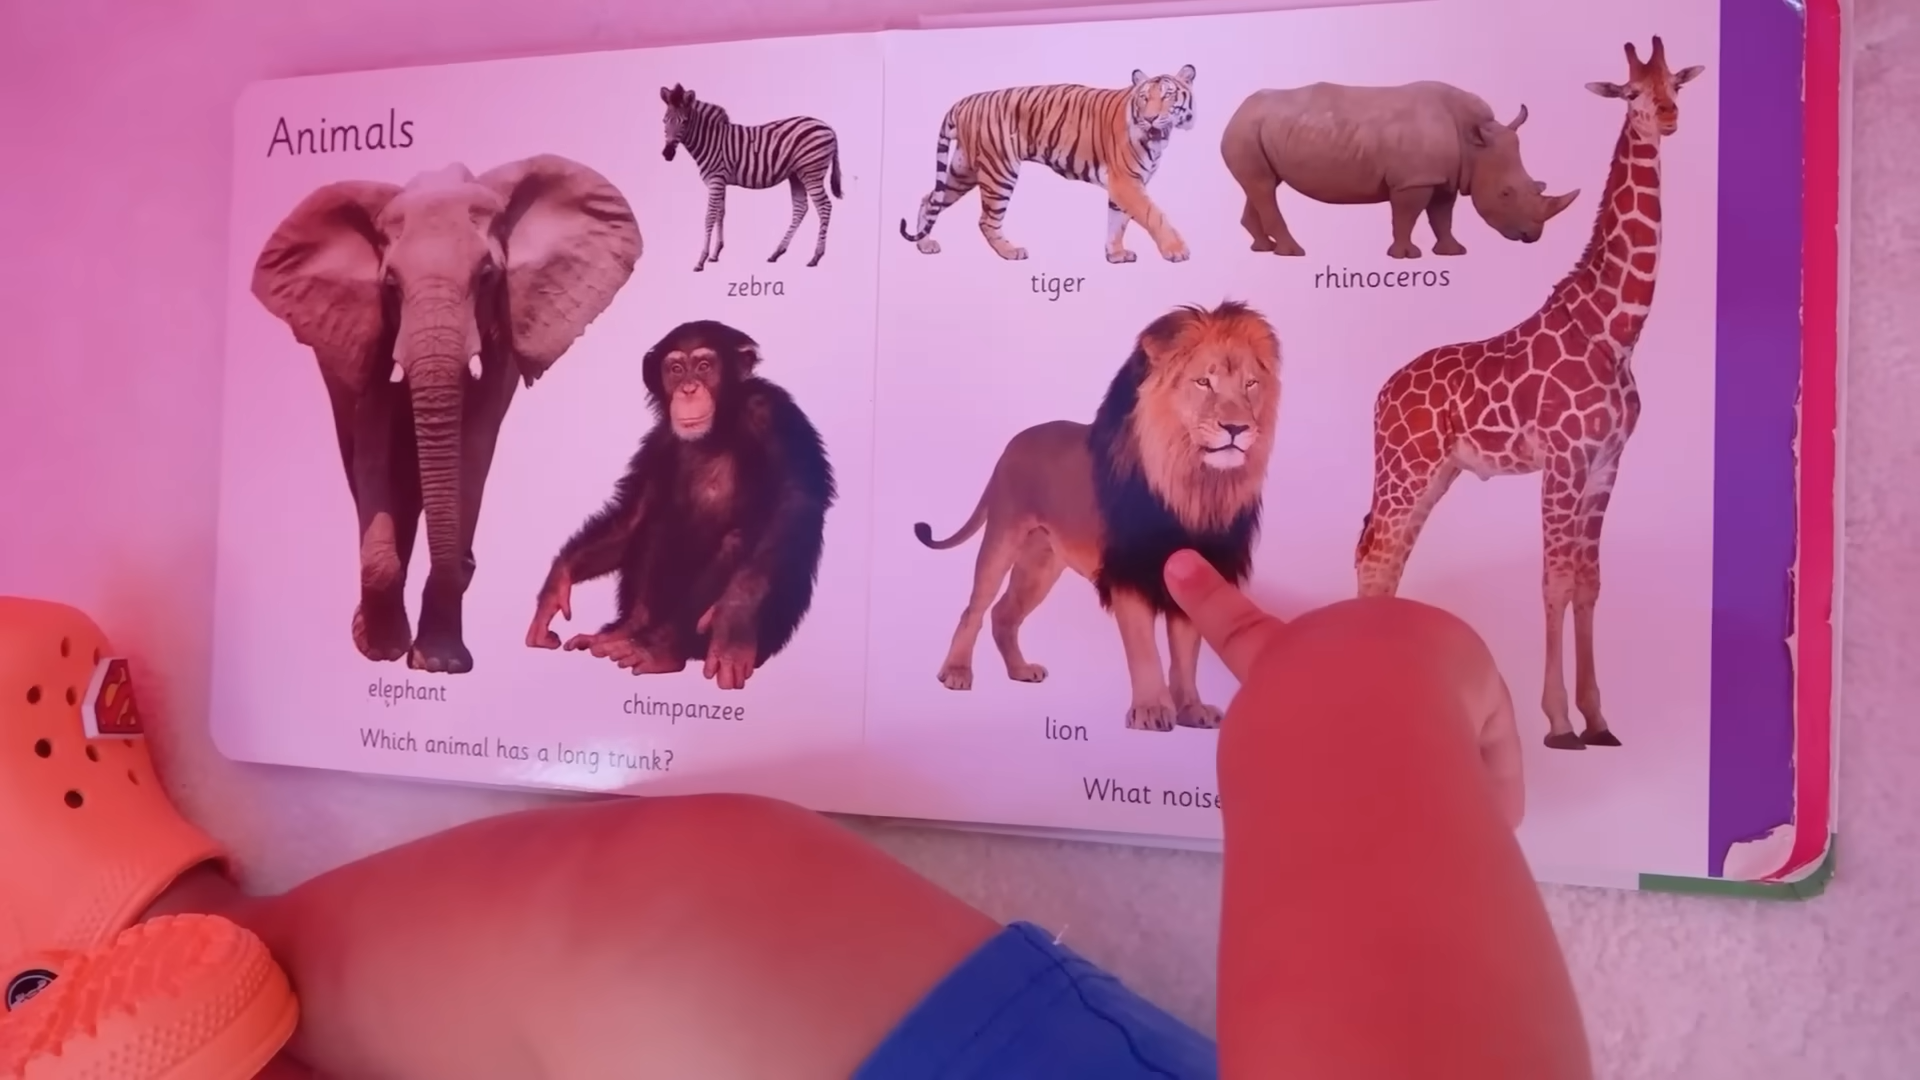 Animals
zebra
tiger
rhinoceros
elephant
chimpanzee
lion
Which animal has a long trunk?
What noise